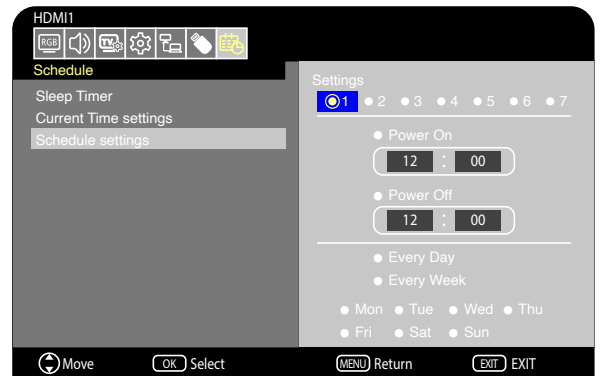 HDMI1
RGB TV
Schedule
Sleep Timer
Current Time settings
Schedule settings
Settings
1 2 3 4 5 6 7
Power On
12 : 00
Power Off
12 : 00
Every Day
Every Week
Mon Tue Wed Thu
Fri Sat Sun
Move OK Select MENU Return EXIT EXIT